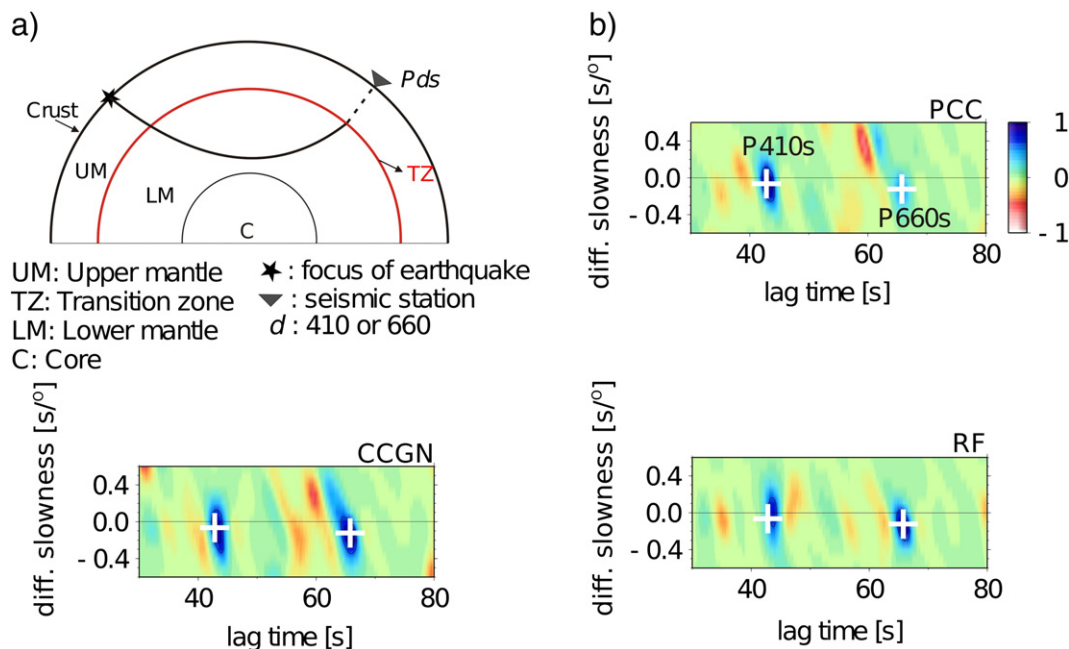 a)
Pds
Crust
UM
TZ
LM
C
UM: Upper mantle
TZ: Transition zone
LM: Lower mantle
C: Core
: focus of earthquake
: seismic station
d : 410 or 660
b)
PCC
diff. slowness [s/°]
0.4
0.0
- 0.4
P410s
P660s
40 60 80
lag time [s]
1
0
- 1
CCGN
diff. slowness [s/°]
0.4
0.0
- 0.4
40 60 80
lag time [s]
RF
diff. slowness [s/°]
0.4
0.0
- 0.4
40 60 80
lag time [s]